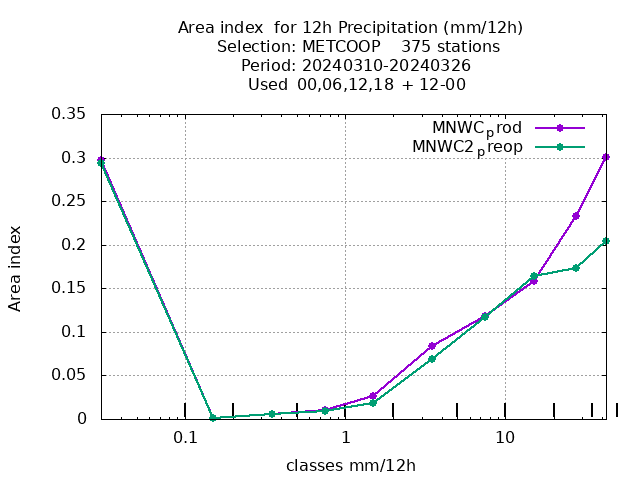 Area index  for 12h Precipitation (mm/12h)
Selection: METCOOP    375 stations
Period: 20240310-20240326
Used  00,06,12,18  + 12-00
0.35
0.3
0.25
0.2
0.15
0.1
0.05
0
Area index
MNWCprod
MNWC2preop
0.1
1
10
classes mm/12h